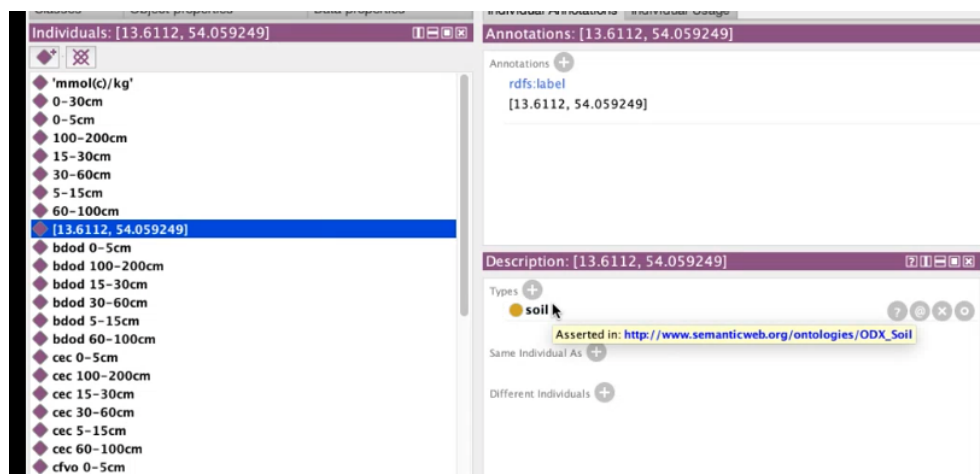 Classes Object properties Data properties
Individuals: [13.6112, 54.059249]
'mmol(c)/kg'
0-30cm
0-5cm
100-200cm
15-30cm
30-60cm
5-15cm
60-100cm
[13.6112, 54.059249]
bdod 0-5cm
bdod 100-200cm
bdod 15-30cm
bdod 30-60cm
bdod 5-15cm
bdod 60-100cm
cec 0-5cm
cec 100-200cm
cec 15-30cm
cec 30-60cm
cec 5-15cm
cec 60-100cm
cfvo 0-5cm
Individual Annotations Individual Usage
Annotations: [13.6112, 54.059249]
Annotations
rdfs:label
[13.6112, 54.059249]
Description: [13.6112, 54.059249]
Types
soil
Asserted in: http://www.semanticweb.org/ontologies/ODX_Soil
Same Individual As
Different Individuals